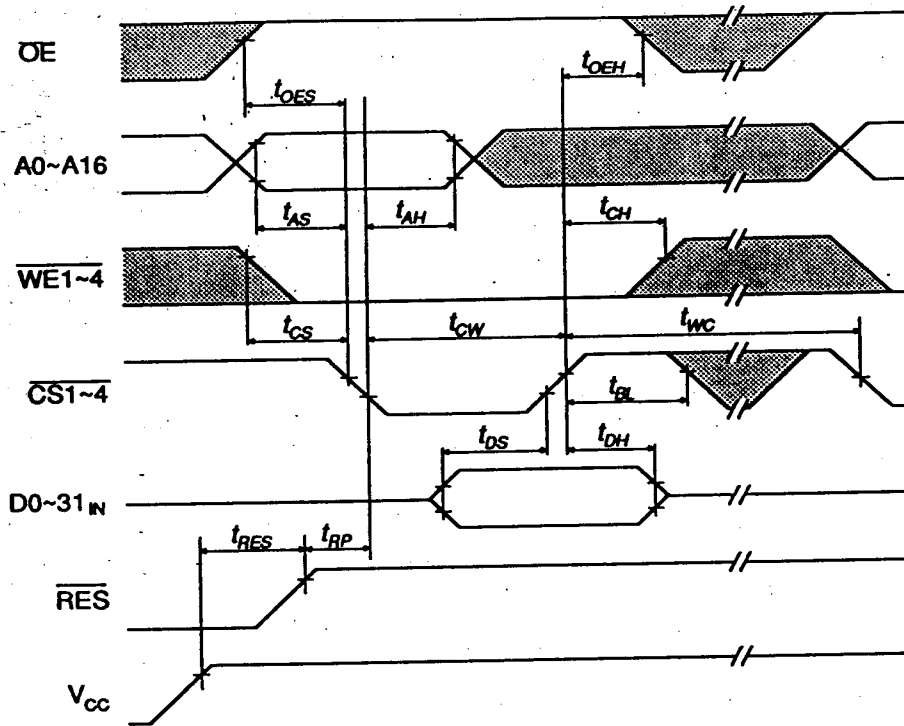 OE
tOES
tOEH
A0~A16
tAS
tAH
tCH
WE1~4
tCS
tCW
tWC
CS1~4
tBL
tDS
tDH
D0~31IN
tRES
tRP
RES
VCC